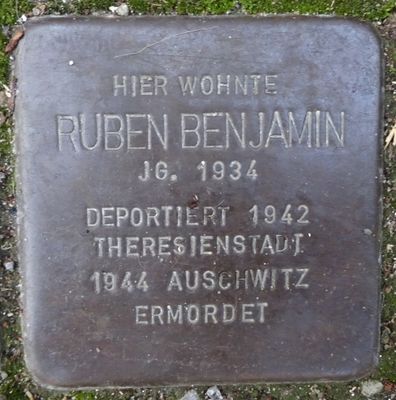 HIER WOHNTE
RUBEN BENJAMIN
JG. 1934
DEPORTIERT 1942
THERESIENSTADT
1944 AUSCHWITZ
ERMORDET